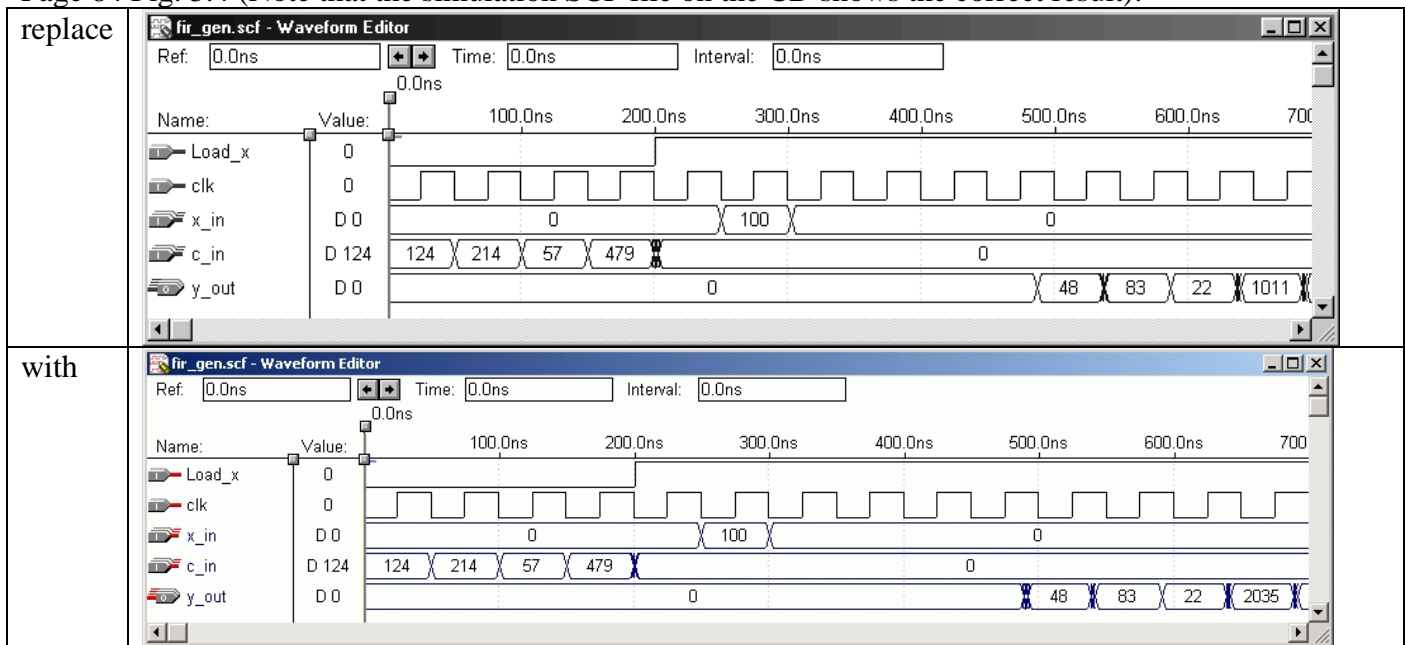 Page 84 Fig. 3.4 (Note that the simulation SCF file on the CD shows the correct result):
replace
fir_gen.scf - Waveform Editor
Ref: 0.0ns Time: 0.0ns Interval: 0.0ns
0.0ns
Name: Value: 100.0ns 200.0ns 300.0ns 400.0ns 500.0ns 600.0ns 700
Load_x 0
clk 0
x_in D 0 0 100 0
c_in D 124 124 214 57 479 0
y_out D 0 0 48 83 22 1011
with
fir_gen.scf - Waveform Editor
Ref: 0.0ns Time: 0.0ns Interval: 0.0ns
0.0ns
Name: Value: 100.0ns 200.0ns 300.0ns 400.0ns 500.0ns 600.0ns 700
Load_x 0
clk 0
x_in D 0 0 100 0
c_in D 124 124 214 57 479 0
y_out D 0 0 48 83 22 2035